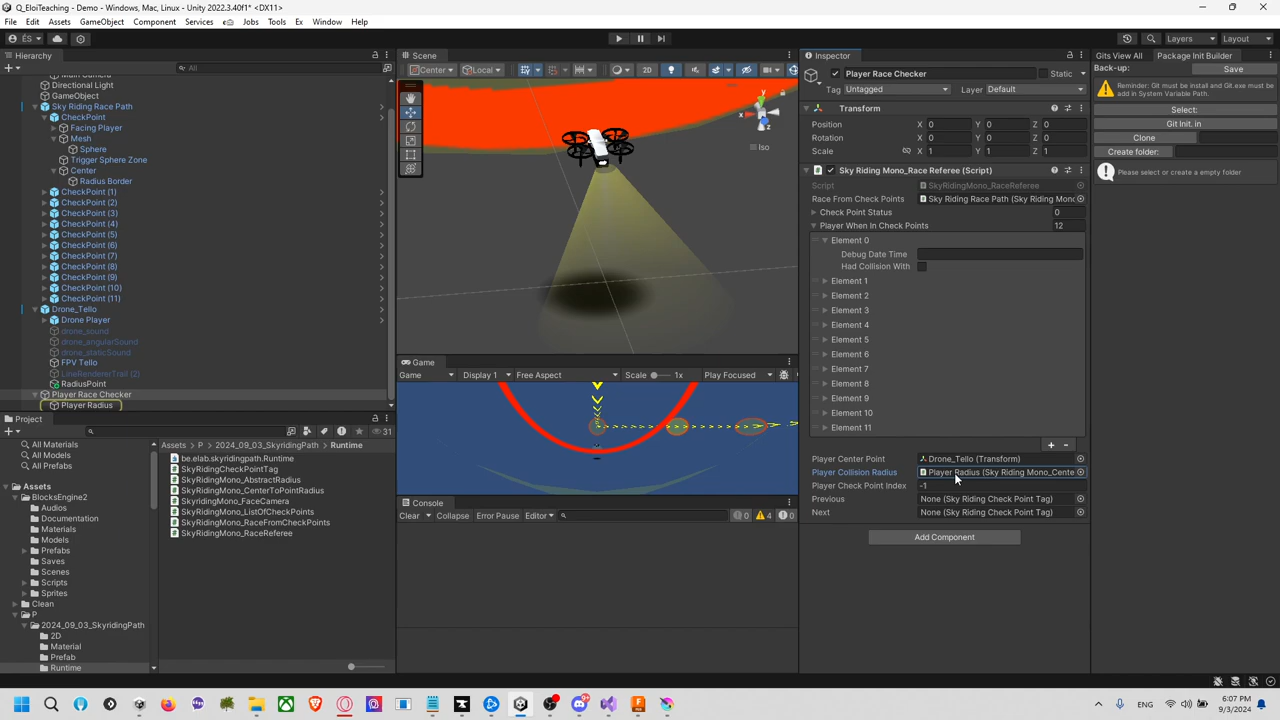 Q_EloiTeaching - Demo - Windows, Mac, Linux - Unity 2022.3.40f1* <DX11>
File Edit Assets GameObject Component Services Jobs Tools Ex Window Help
ÉS Layers Layout
Hierarchy Scene Inspector Gits View All Package Init Builder
All Center Local 2D Player Race Checker Static Back-up: Save
Main Camera Tag Untagged Layer Default Reminder: Git must be install and Git.exe must be add in System Variable Path.
Directional Light
GameObject Transform Select:
Sky Riding Race Path Position X 0 Y 0 Z 0 Git Init. in
CheckPoint Rotation X 0 Y 0 Z 0 Clone
Facing Player Scale X 1 Y 1 Z 1 Create folder:
Mesh Iso
Sphere Sky Riding Mono_Race Referee (Script) Please select or create a empty folder
Trigger Sphere Zone Script SkyRidingMono_RaceReferee
Center Race From Check Points Sky Riding Race Path (Sky Riding Mono
Radius Border Check Point Status 0
CheckPoint (1) Player When In Check Points 12
CheckPoint (2) Element 0
CheckPoint (3) Debug Date Time
CheckPoint (4) Had Collision With
CheckPoint (5) Element 1
CheckPoint (6) Element 2
CheckPoint (7) Element 3
CheckPoint (8) Element 4
CheckPoint (9) Element 5
CheckPoint (10) Element 6
CheckPoint (11) Element 7
Drone_Tello Element 8
Drone Player Element 9
drone_sound Element 10
drone_angularSound Element 11
drone_staticSound Game
FPV Tello Game Display 1 Free Aspect Scale 1x Play Focused
LineRendererTrail (2)
RadiusPoint
Player Race Checker
Player Radius
Project
31
All Materials Assets P 2024_09_03_SkyridingPath Runtime
All Models be.elab.skyridingpath.Runtime Player Center Point Drone_Tello (Transform)
All Prefabs SkyRidingCheckPointTag Player Collision Radius Player Radius (Sky Riding Mono_Cente
SkyRidingMono_AbstractRadius Player Check Point Index -1
Assets SkyRidingMono_CenterToPointRadius Previous None (Sky Riding Check Point Tag)
BlocksEngine2 SkyRidingMono_FaceCamera Next None (Sky Riding Check Point Tag)
Audios SkyRidingMono_ListOfCheckPoints Console
Documentation SkyRidingMono_RaceFromCheckPoints Clear Collapse Error Pause Editor 0 4 0
Materials SkyRidingMono_RaceReferee Add Component
Models
Prefabs
Saves
Scenes
Scripts
Sprites
Clean
P
2024_09_03_SkyridingPath
2D
Material
Prefab
Runtime
ENG 6:07 PM
9/3/2024